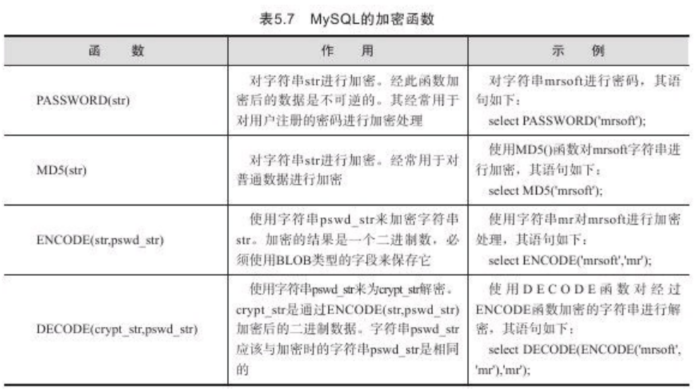 表5.7 MySQL的加密函数
函 数
作 用
示 例
PASSWORD(str)
对字符串str进行加密。经此函数加
密后的数据是不可逆的。其经常用于
对用户注册的密码进行加密处理
对字符串mrsoft进行密码，其语
句如下：
select PASSWORD('mrsoft');
MD5(str)
对字符串str进行加密。经常用于对
普通数据进行加密
使用MD5()函数对mrsoft字符串进
行加密，其语句如下：
select MD5('mrsoft');
ENCODE(str,pswd_str)
使用字符串pswd_str来加密字符串
str。加密的结果是一个二进制数，必
须使用BLOB类型的字段来保存它
使用字符串mr对mrsoft进行加密
处理，其语句如下：
select ENCODE('mrsoft','mr');
DECODE(crypt_str,pswd_str)
使用字符串pswd_str来为crypt_str解密。
crypt_str是通过ENCODE(str,pswd_str)
加密后的二进制数据。字符串pswd_str
应该与加密时的字符串pswd_str是相同
的
使用DECODE函数对经过
ENCODE函数加密的字符串进行解
密，其语句如下：
select DECODE(ENCODE('mrsoft',
'mr'),'mr');